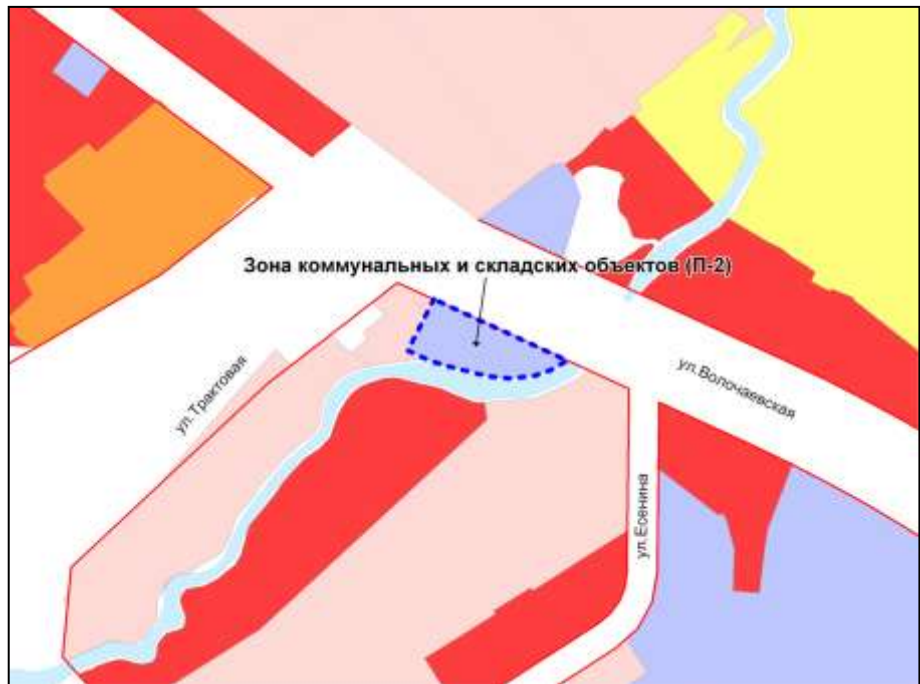 Зона коммунальных и складских объектов (П-2)
ул.Трактовая
ул.Волочаевская
ул.Есенина